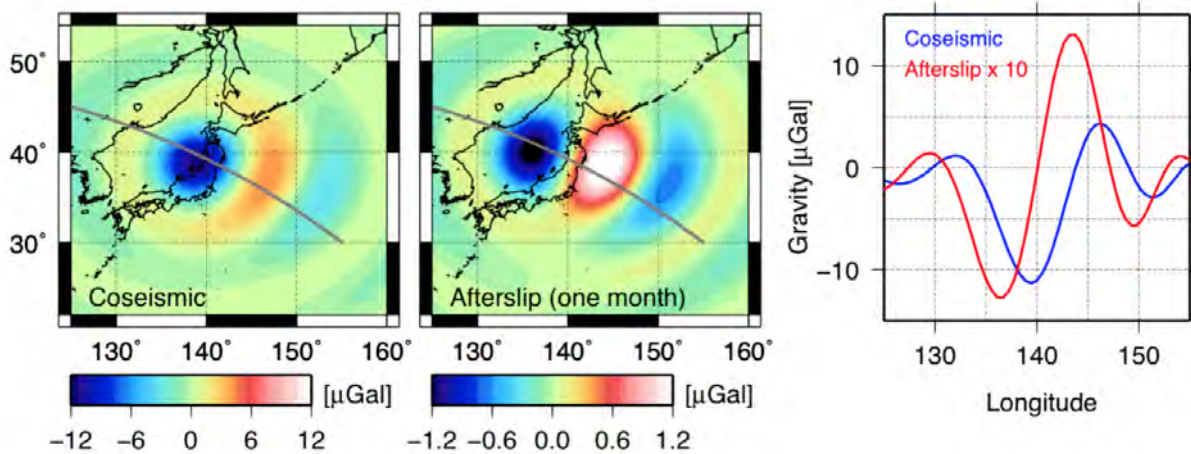 50°
40°
30°
Coseismic
130° 140° 150° 160°
−12 −6 0 6 12
[μGal]
Afterslip (one month)
130° 140° 150° 160°
−1.2 −0.6 0.0 0.6 1.2
[μGal]
Coseismic
Afterslip x 10
Gravity [μGal]
10
0
−10
130 140 150
Longitude